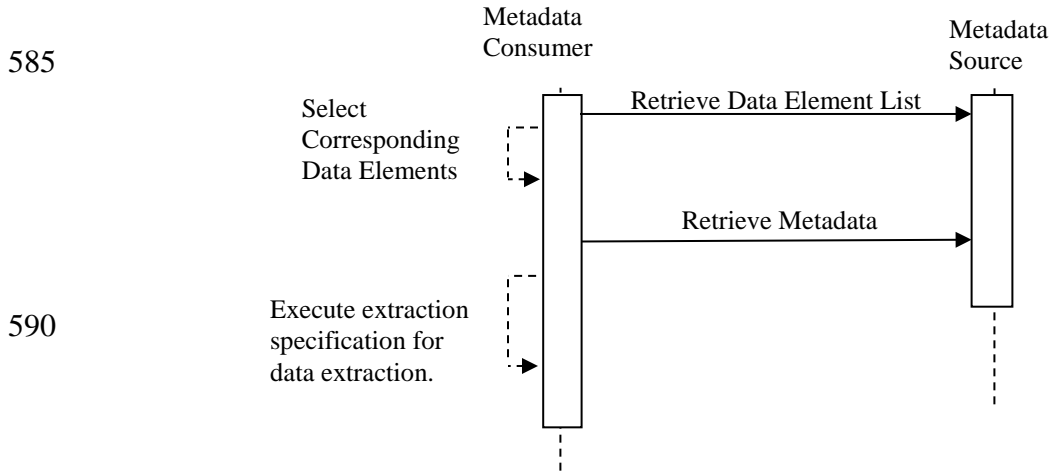 Metadata
Consumer
Metadata
Source
585
Retrieve Data Element List
Select
Corresponding
Data Elements
Retrieve Metadata
590
Execute extraction
specification for
data extraction.